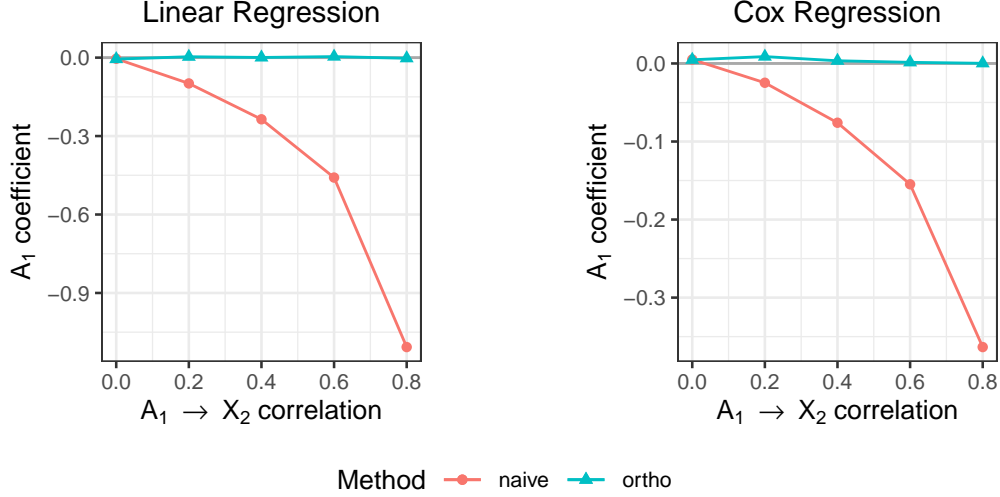 Linear Regression
0.0
−0.3
−0.6
−0.9
A₁ coefficient
0.0 0.2 0.4 0.6 0.8
A₁ → X₂ correlation
Cox Regression
0.0
−0.1
−0.2
−0.3
A₁ coefficient
0.0 0.2 0.4 0.6 0.8
A₁ → X₂ correlation
Method naive ortho